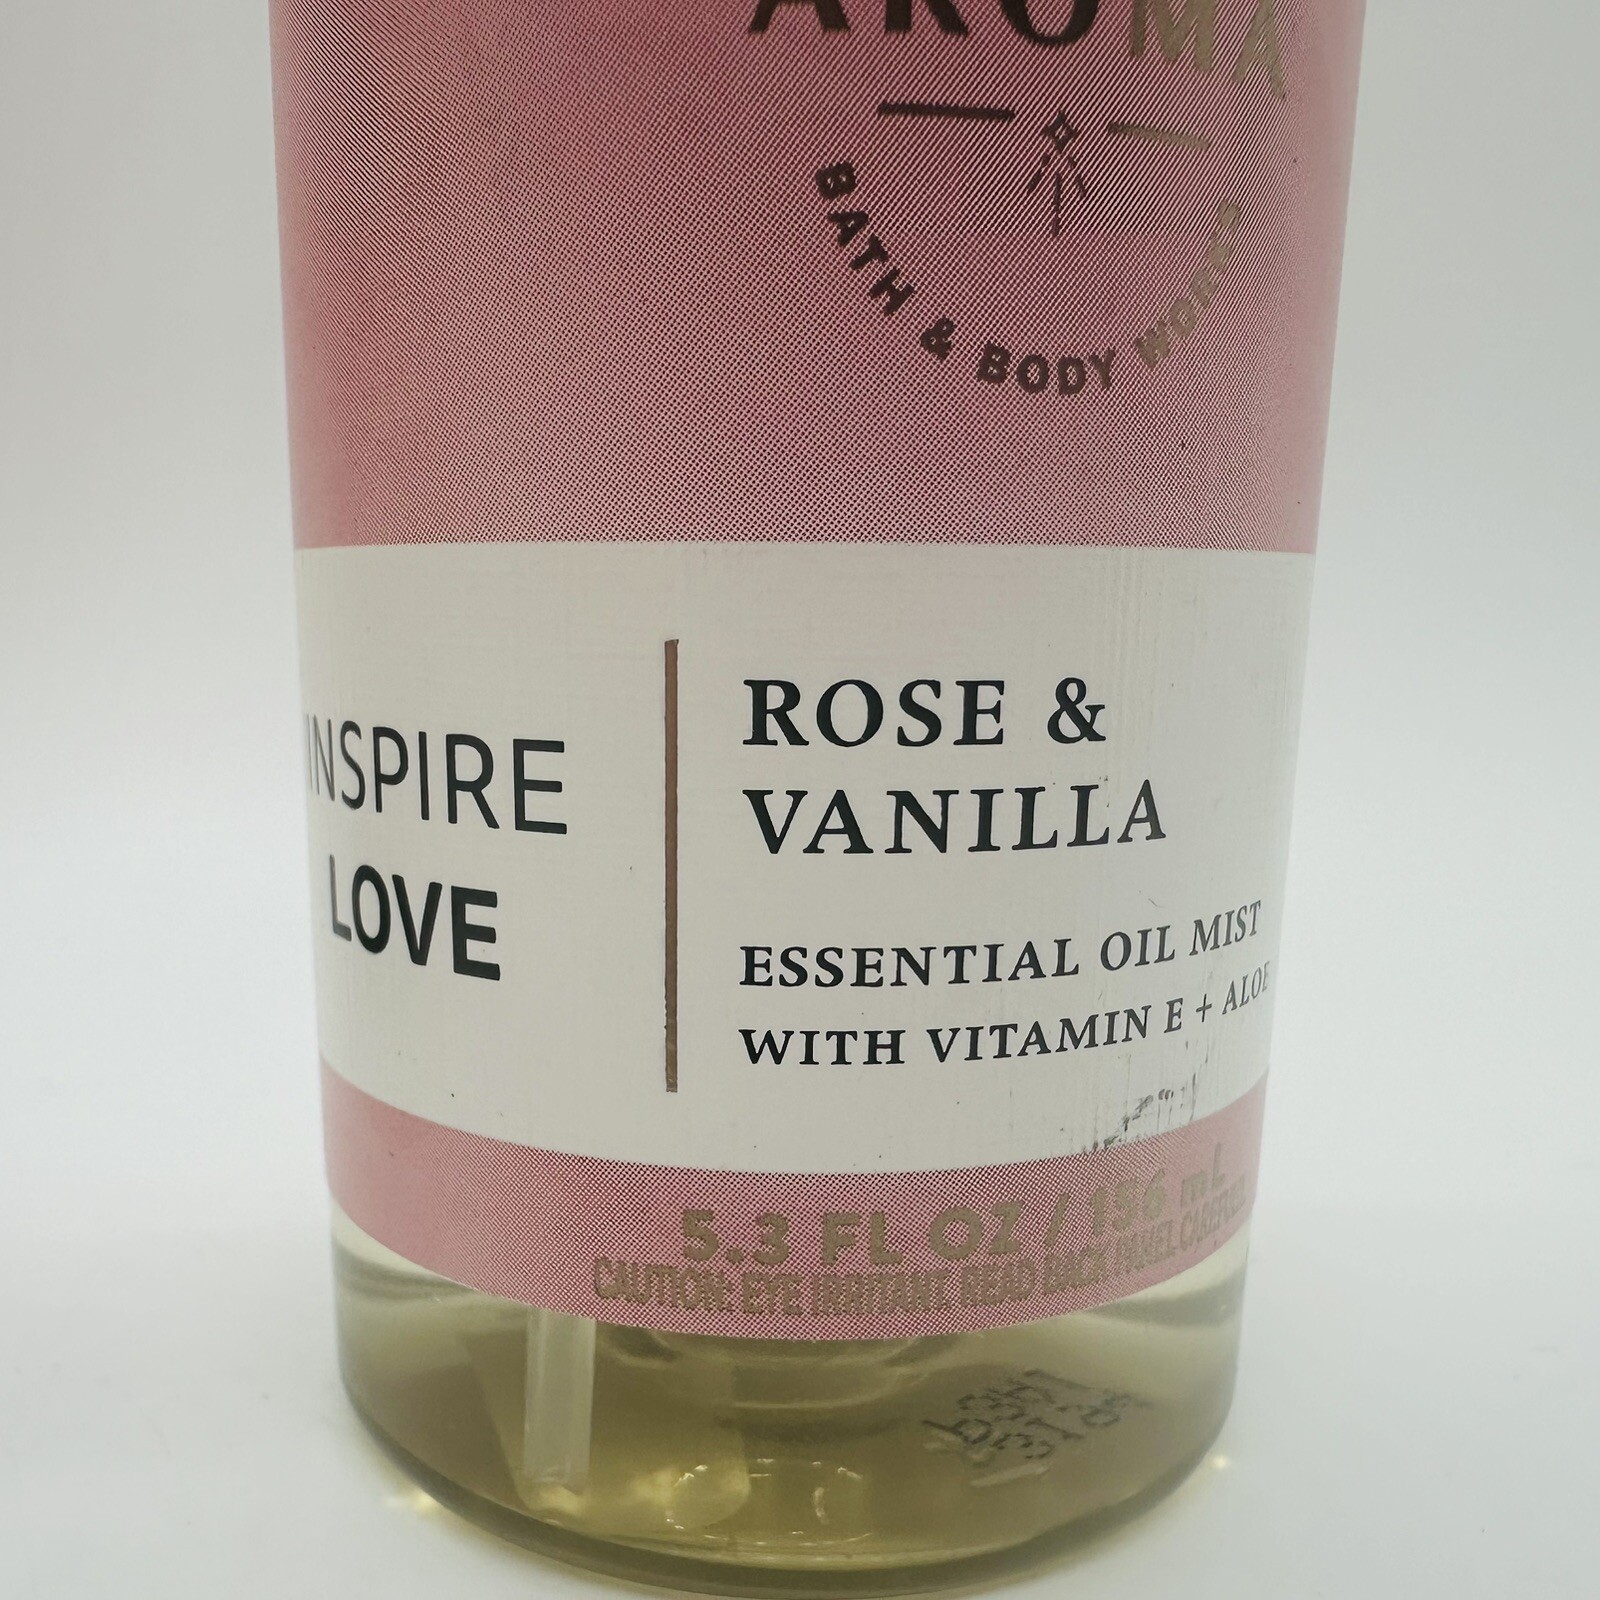 AROMA
BATH & BODY WORKS
INSPIRE
LOVE
ROSE &
VANILLA
ESSENTIAL OIL MIST
WITH VITAMIN E + ALOE
5.3 FL OZ / 156 mL
CAUTION: EYE IRRITANT. READ BACK PANEL CAREFULLY